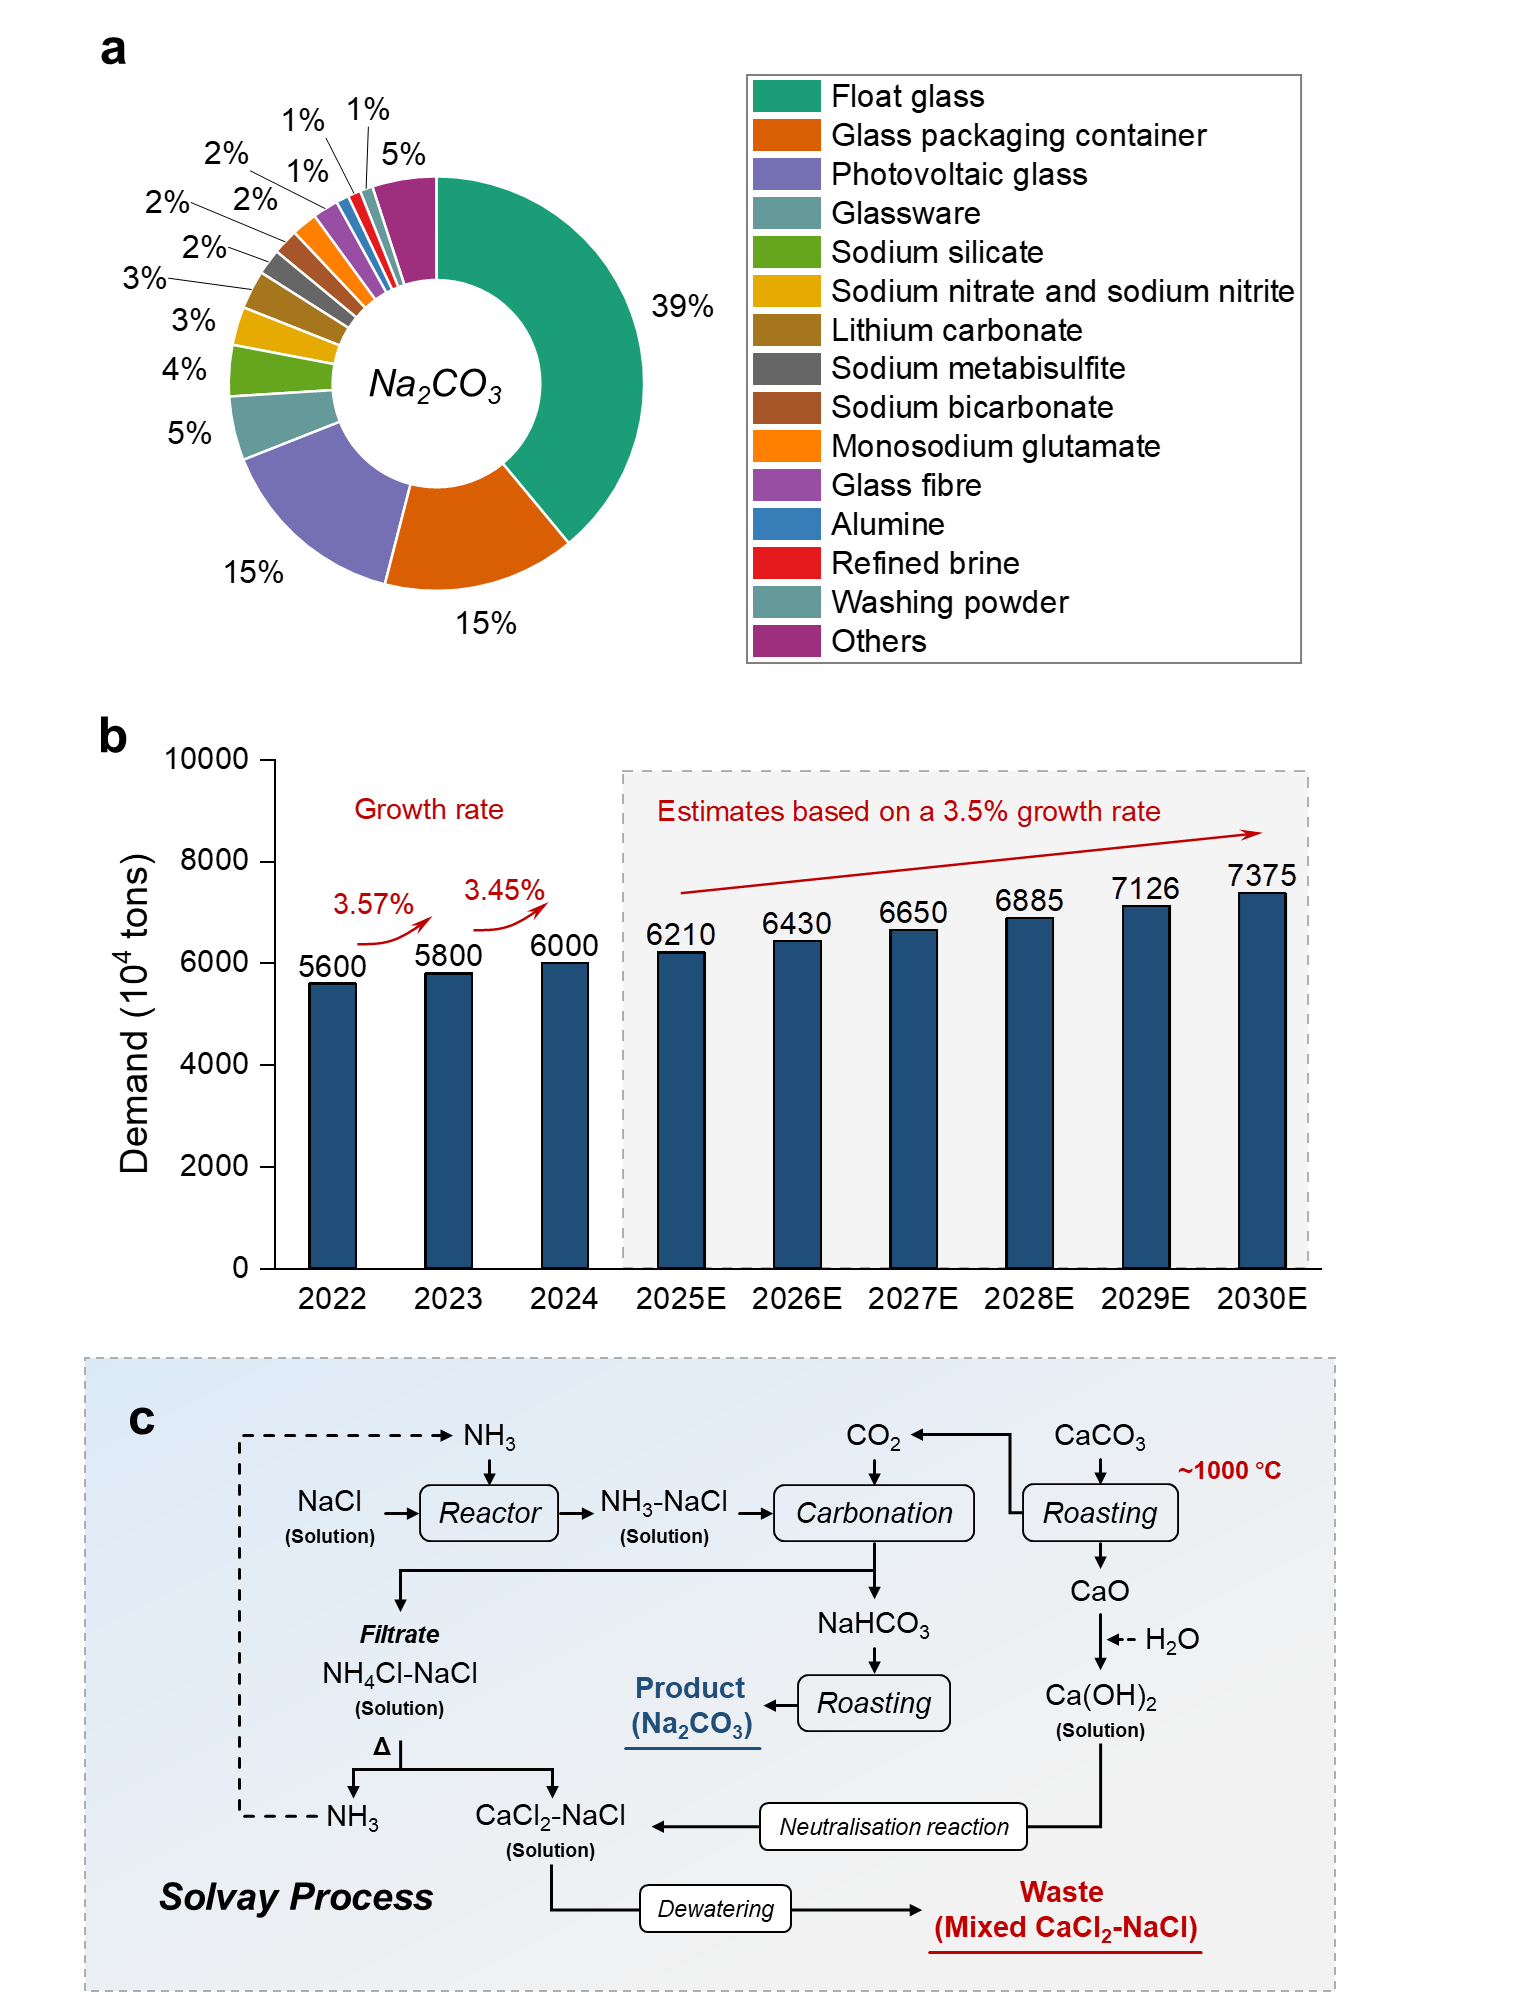 a
1%
1%
5%
2%
1%
2%
2%
2%
3%
3%
4%
5%
15%
15%
39%
Na₂CO₃
Float glass
Glass packaging container
Photovoltaic glass
Glassware
Sodium silicate
Sodium nitrate and sodium nitrite
Lithium carbonate
Sodium metabisulfite
Sodium bicarbonate
Monosodium glutamate
Glass fibre
Alumine
Refined brine
Washing powder
Others
b
Demand (10⁴ tons)
10000
8000
6000
4000
2000
0
Growth rate
3.57%
3.45%
Estimates based on a 3.5% growth rate
5600
5800
6000
6210
6430
6650
6885
7126
7375
2022
2023
2024
2025E
2026E
2027E
2028E
2029E
2030E
c
NH₃
CO₂
CaCO₃
~1000 °C
NaCl
(Solution)
Reactor
NH₃-NaCl
(Solution)
Carbonation
Roasting
CaO
H₂O
Filtrate
NH₄Cl-NaCl
(Solution)
NaHCO₃
Product
(Na₂CO₃)
Roasting
Ca(OH)₂
(Solution)
Δ
NH₃
CaCl₂-NaCl
(Solution)
Neutralisation reaction
Solvay Process
Dewatering
Waste
(Mixed CaCl₂-NaCl)